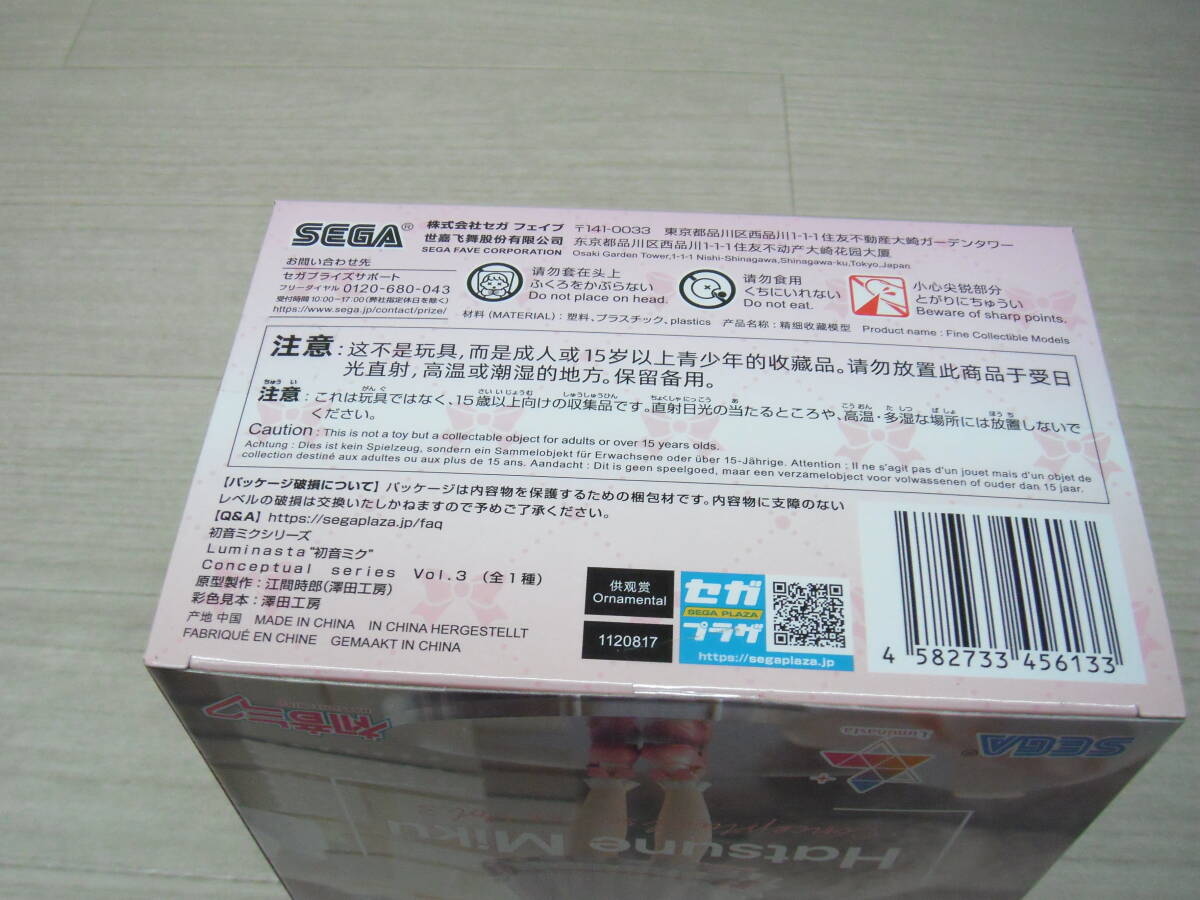 SEGA®
株式会社セガ フェイブ
世嘉飞舞股份有限公司
SEGA FAVE CORPORATION
〒141-0033 東京都品川区西品川1-1-1住友不動産大崎ガーデンタワー
东京都品川区西品川1-1-1住友不动产大崎花园大厦
Osaki Garden Tower,1-1-1 Nishi-Shinagawa,Shinagawa-ku,Tokyo,Japan
お問い合わせ先
セガプライズサポート
フリーダイヤル 0120-680-043
受付時間 10:00~17:00(弊社指定休日を除く)
https://www.sega.jp/contact/prize/
请勿套在头上
ふくろをかぶらない
Do not place on head.
请勿食用
くちにいれない
Do not eat.
小心尖锐部分
とがりにちゅうい
Beware of sharp points.
材料(MATERIAL):塑料、プラスチック、plastics 产品名称:精细收藏模型 Product name : Fine Collectible Models
注意:这不是玩具,而是成人或15岁以上青少年的收藏品。请勿放置此商品于受日
光直射,高温或潮湿的地方。保留备用。
注意:これは玩具ではなく、15歳以上向けの収集品です。直射日光の当たるところや、高温・多湿な場所には放置しないで
ください。
Caution : This is not a toy but a collectable object for adults or over 15 years olds.
Achtung : Dies ist kein Spielzeug, sondern ein Sammelobjekt für Erwachsene oder über 15-Jährige. Attention : Il ne s'agit pas d'un jouet mais d'un objet de
collection destiné aux adultes ou aux plus de 15 ans. Aandacht : Dit is geen speelgoed, maar een verzamelobject voor volwassenen of ouder dan 15 jaar.
【パッケージ破損について】パッケージは内容物を保護するための梱包材です。内容物に支障のない
レベルの破損は交換いたしかねますので予めご了承ください。
【Q&A】https://segaplaza.jp/faq
初音ミクシリーズ
Luminasta"初音ミク"
Conceptual series Vol.3 (全1種)
原型製作:江間時郎(澤田工房)
彩色見本:澤田工房
产地 中国 MADE IN CHINA IN CHINA HERGESTELLT
FABRIQUÉ EN CHINE GEMAAKT IN CHINA
供观赏
Ornamental
1120817
セガ
SEGA PLAZA
プラザ
https://segaplaza.jp
4 582733 456133
初音ミク
Luminasta
SEGA
Hatsune Miku